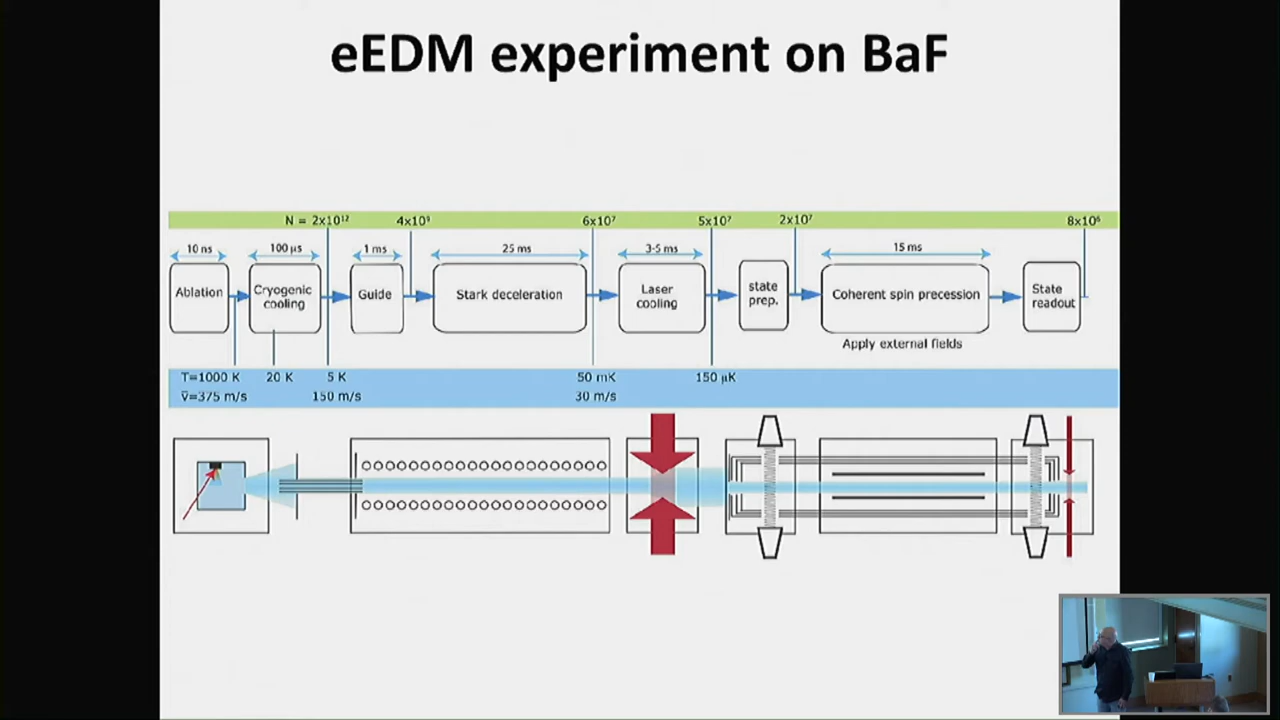 eEDM experiment on BaF
N = 2x10¹² 4x10⁹ 6x10⁷ 5x10⁷ 2x10⁷ 8x10⁶
10 ns 100 µs 1 ms 25 ms 3-5 ms 15 ms
Ablation
Cryogenic
cooling
Guide
Stark deceleration
Laser
cooling
state
prep.
Coherent spin precession
State
readout
Apply external fields
T=1000 K 20 K 5 K 50 mK 150 µK
v̄=375 m/s 150 m/s 30 m/s